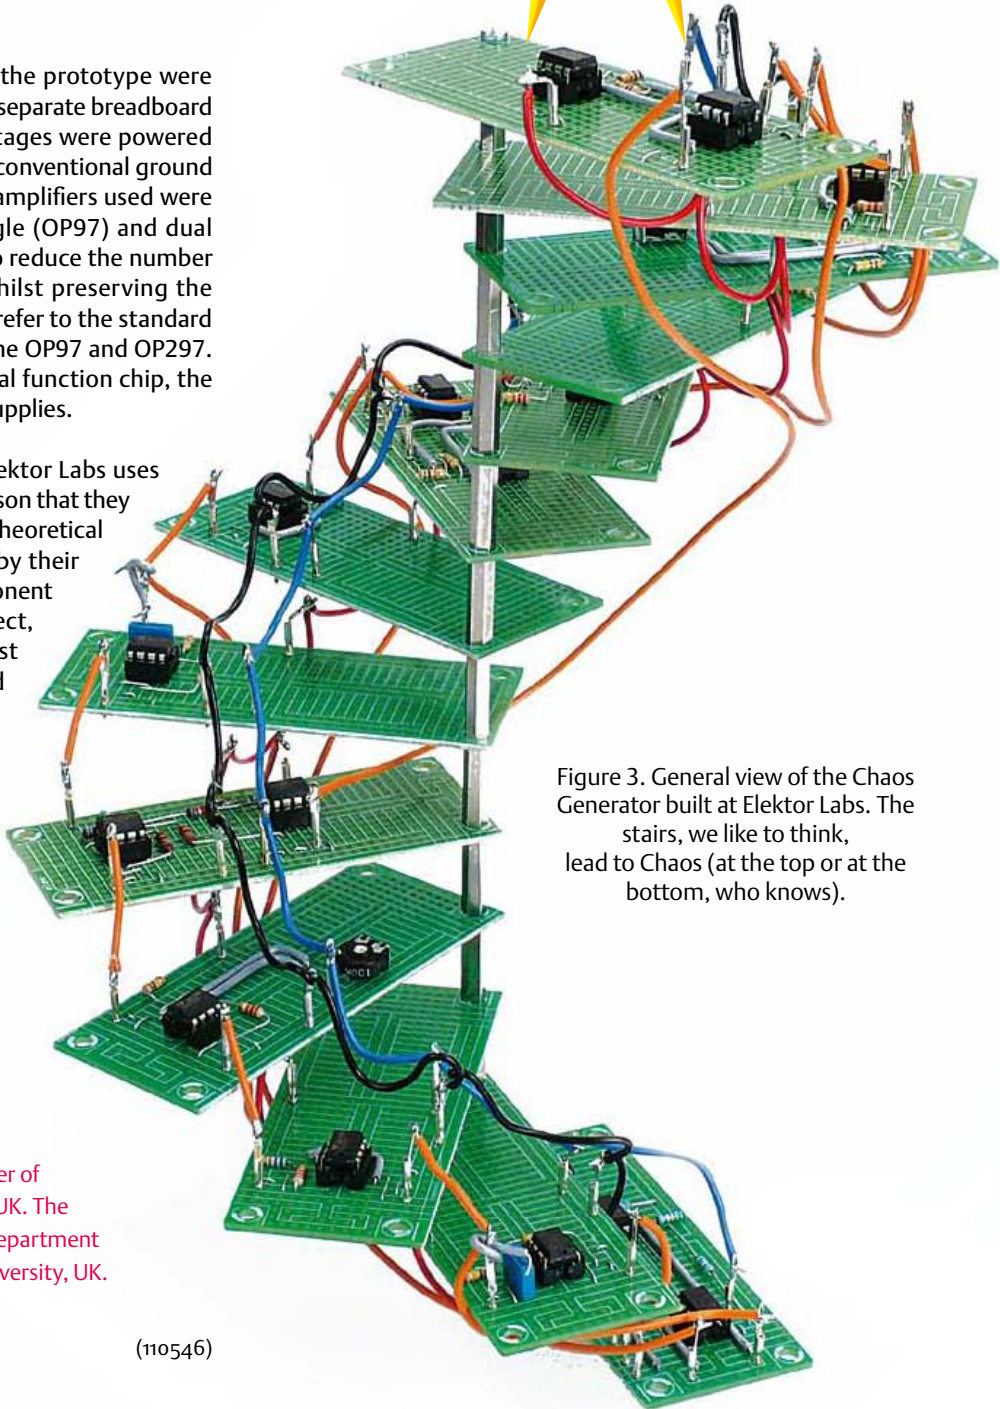 the prototype were
separate breadboard
tages were powered
conventional ground
amplifiers used were
gle (OP97) and dual
o reduce the number
hilst preserving the
refer to the standard
ne OP97 and OP297.
al function chip, the
upplies.
ektor Labs uses
son that they
heoretical
by their
onent
ect,
st
d
Figure 3. General view of the Chaos
Generator built at Elektor Labs. The
stairs, we like to think,
lead to Chaos (at the top or at the
bottom, who knows).
er of
UK. The
epartment
versity, UK.
(110546)